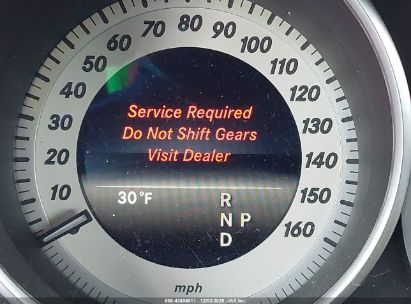 80
90
70
100
60
110
50
120
40
130
30
140
20
150
10
160
Service Required
Do Not Shift Gears
Visit Dealer
30°F
R
N P
D
mph